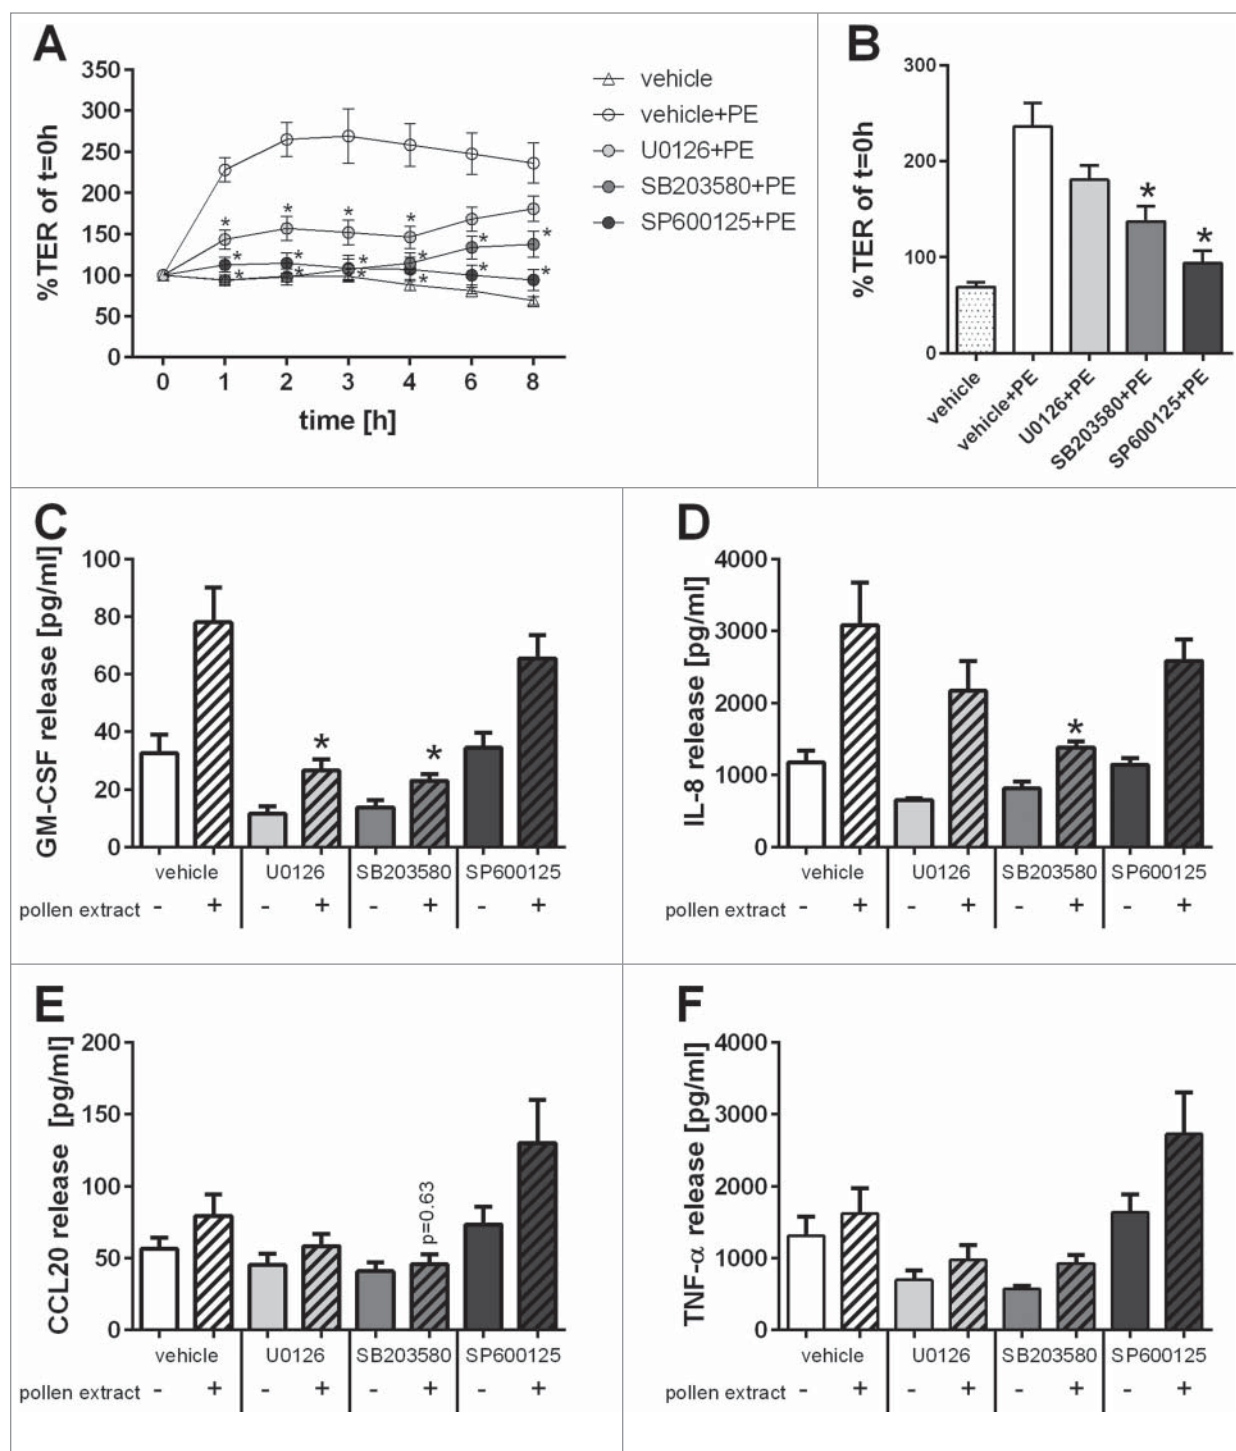 A
%TER of t=0h
350
300
250
200
150
100
50
0
0 1 2 3 4 6 8
time [h]
vehicle
vehicle+PE
U0126+PE
SB203580+PE
SP600125+PE
* * * *
* * * * * *
* * * * * *
B
%TER of t=0h
300
200
100
0
* *
vehicle
vehicle+PE
U0126+PE
SB203580+PE
SP600125+PE
C
GM-CSF release [pg/ml]
100
80
60
40
20
0
* *
vehicle U0126 SB203580 SP600125
pollen extract - + - + - + - +
D
IL-8 release [pg/ml]
4000
3000
2000
1000
0
*
vehicle U0126 SB203580 SP600125
pollen extract - + - + - + - +
E
CCL20 release [pg/ml]
200
150
100
50
0
p=0.63
vehicle U0126 SB203580 SP600125
pollen extract - + - + - + - +
F
TNF-α release [pg/ml]
4000
3000
2000
1000
0
vehicle U0126 SB203580 SP600125
pollen extract - + - + - + - +